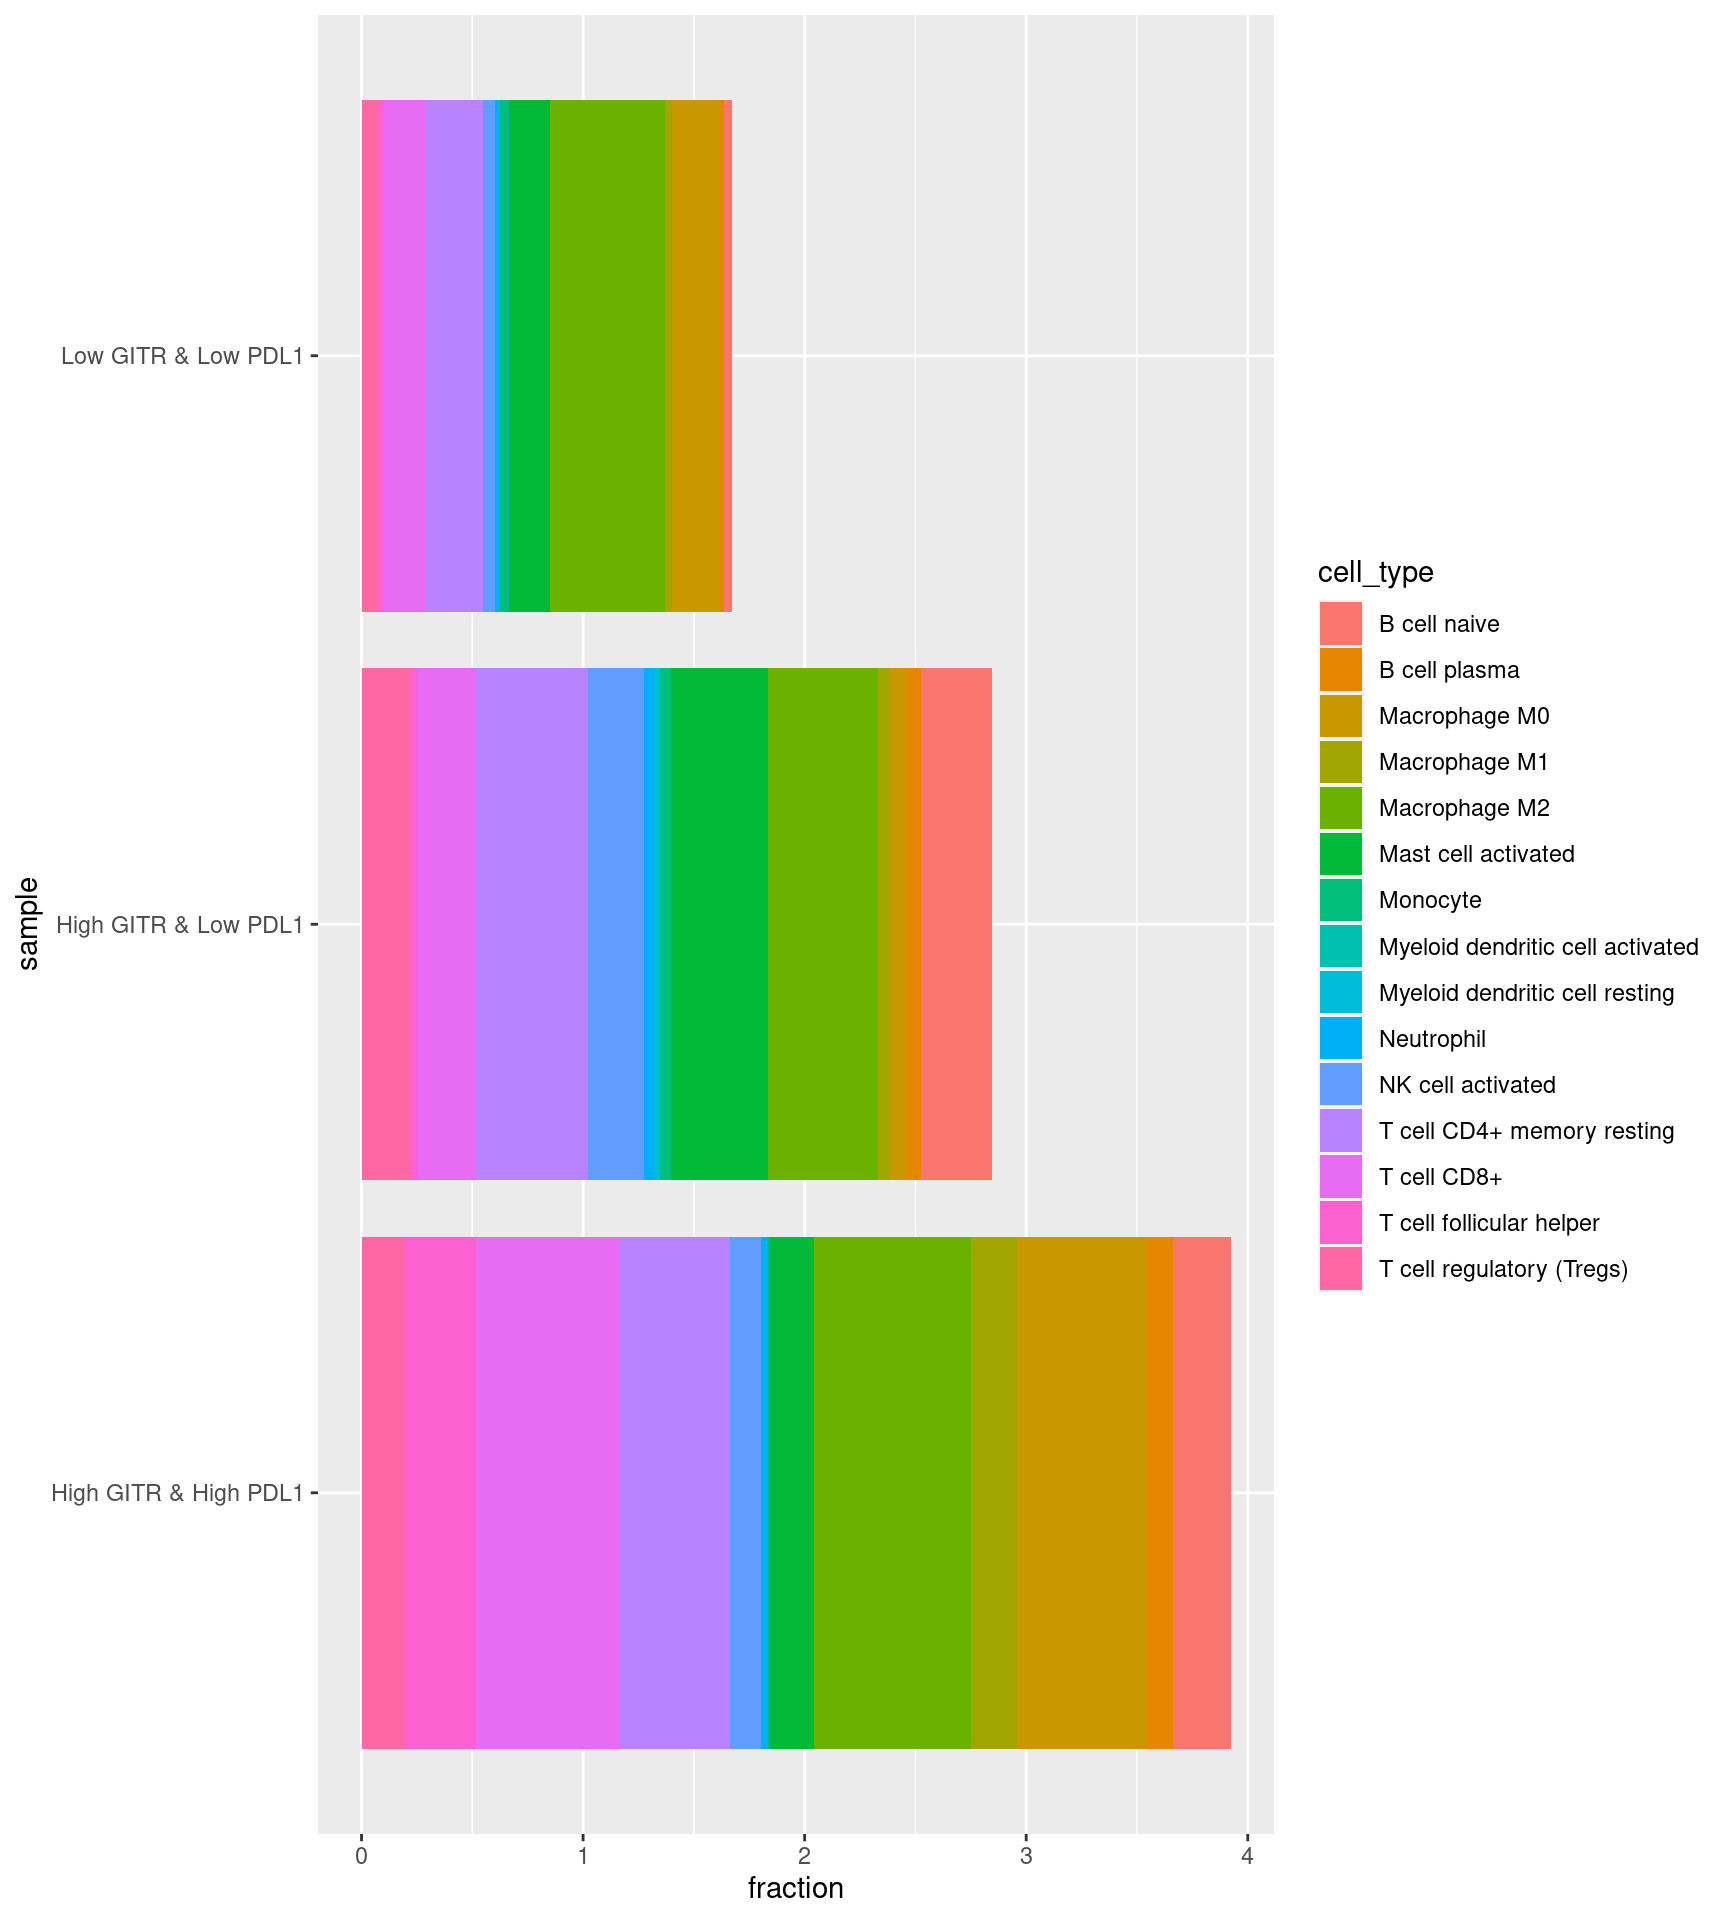 Low GITR & Low PDL1
High GITR & Low PDL1
High GITR & High PDL1
sample
0 1 2 3 4
fraction
cell_type
B cell naive
B cell plasma
Macrophage M0
Macrophage M1
Macrophage M2
Mast cell activated
Monocyte
Myeloid dendritic cell activated
Myeloid dendritic cell resting
Neutrophil
NK cell activated
T cell CD4+ memory resting
T cell CD8+
T cell follicular helper
T cell regulatory (Tregs)